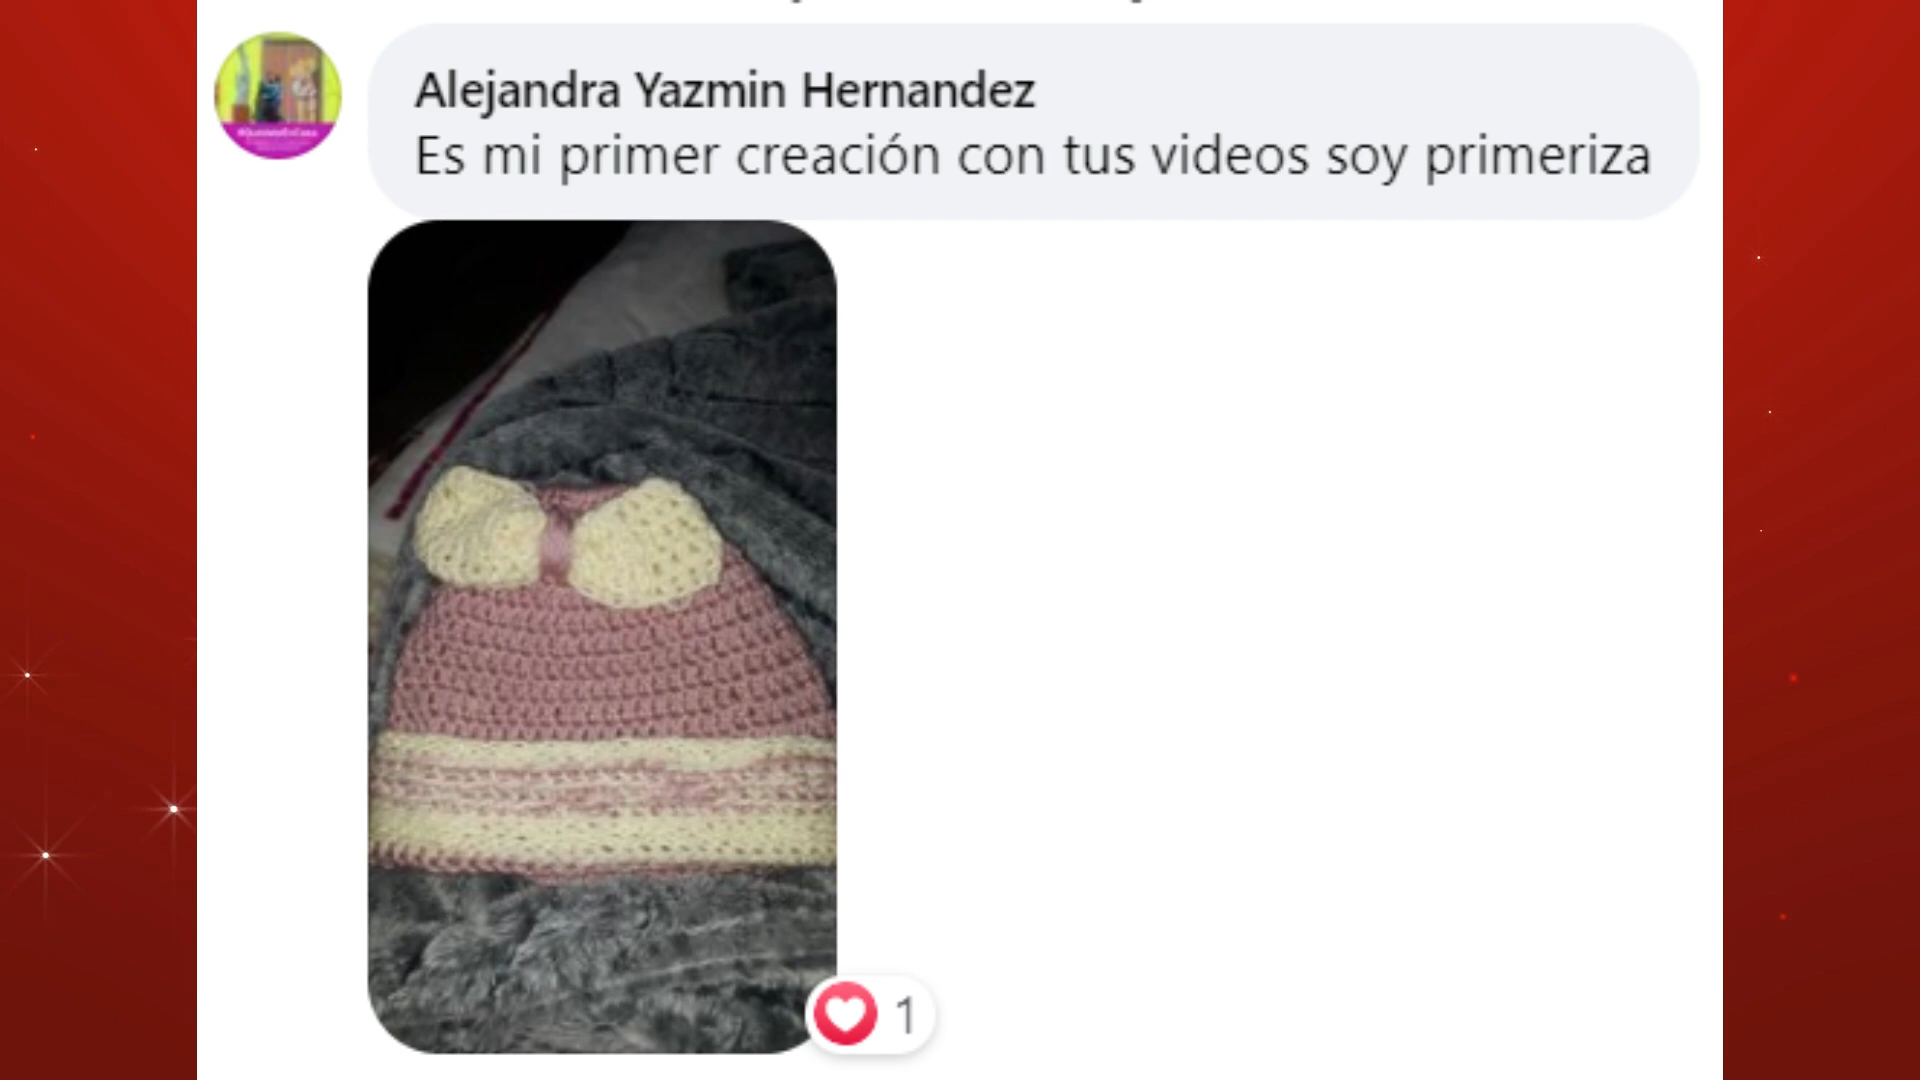 Alejandra Yazmin Hernandez
Es mi primer creación con tus videos soy primeriza
1